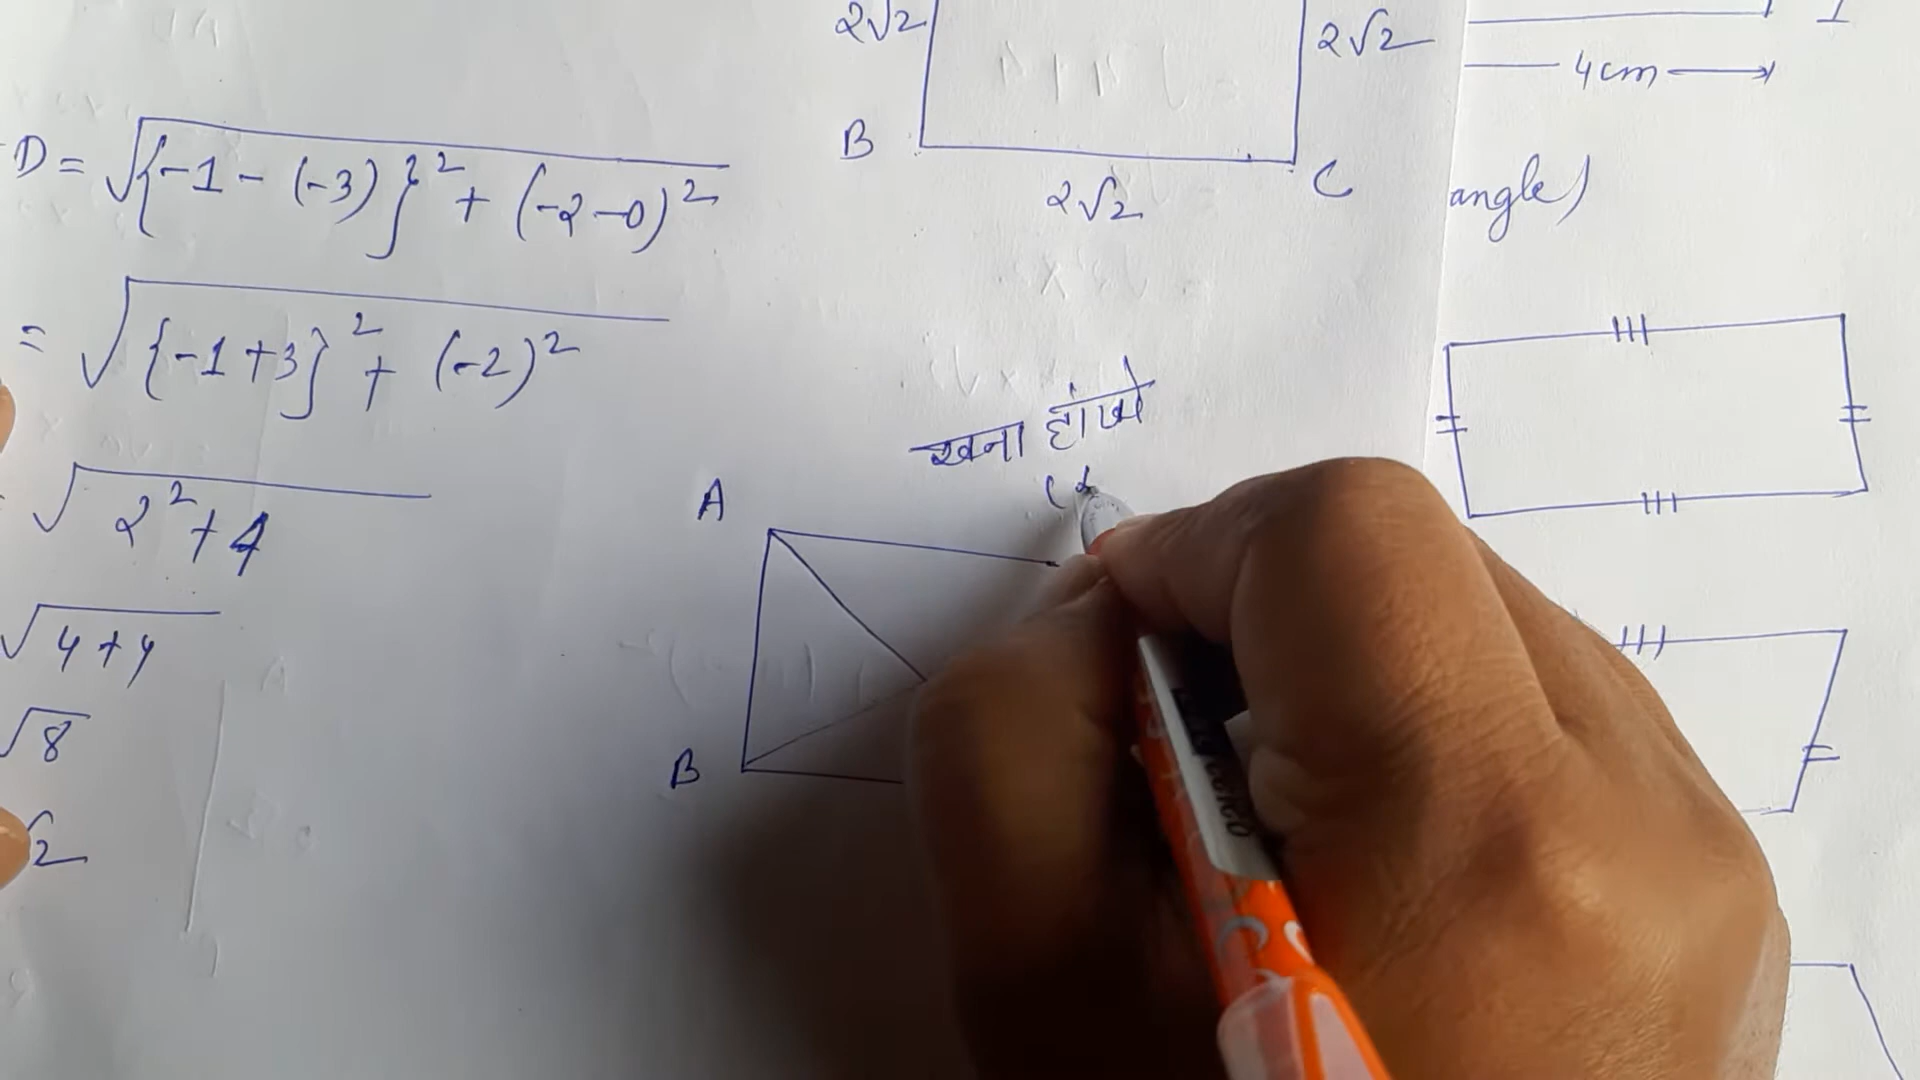 D = √{-1-(-3)}² + (-2-0)²
= √{-1+3}² + (-2)²
√2²+4
√4+4
√8
√2
2√2
2√2
B
C
2√2
4cm
angle)
A
B